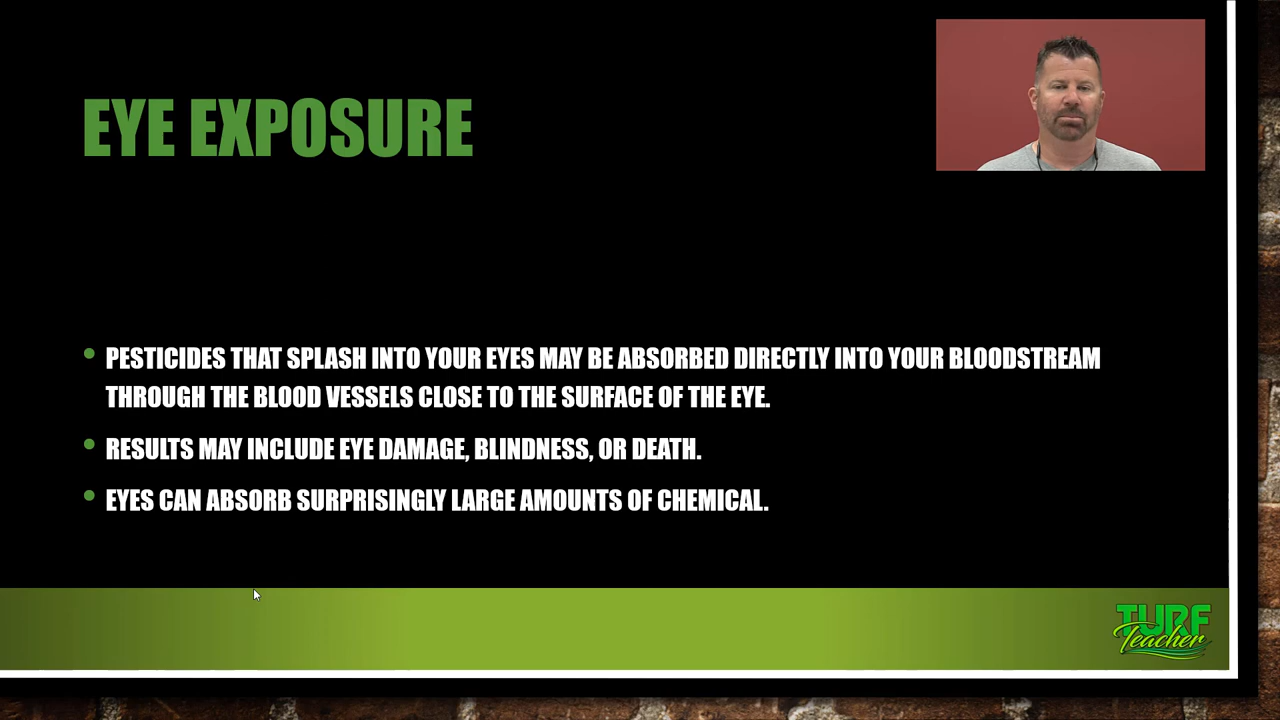 EYE EXPOSURE
PESTICIDES THAT SPLASH INTO YOUR EYES MAY BE ABSORBED DIRECTLY INTO YOUR BLOODSTREAM
THROUGH THE BLOOD VESSELS CLOSE TO THE SURFACE OF THE EYE.
RESULTS MAY INCLUDE EYE DAMAGE, BLINDNESS, OR DEATH.
EYES CAN ABSORB SURPRISINGLY LARGE AMOUNTS OF CHEMICAL.
TURF
Teacher